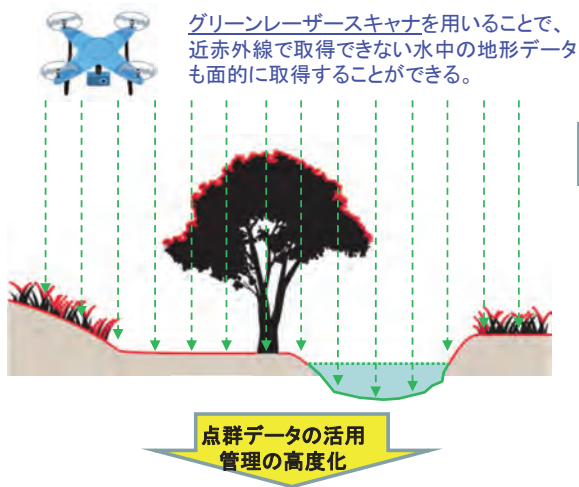 グリーンレーザースキャナを用いることで、
近赤外線で取得できない水中の地形データ
も面的に取得することができる。
点群データの活用
管理の高度化